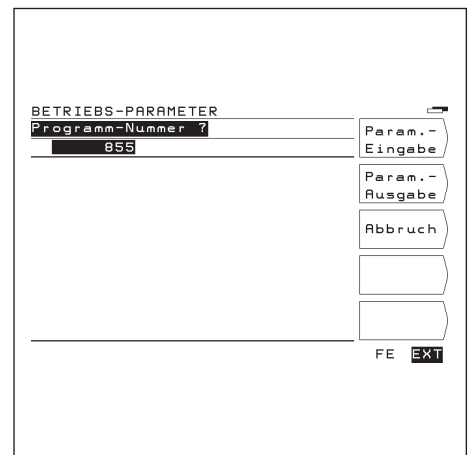 BETRIEBS-PARAMETER
Programm-Nummer ?
855
Param.-
Eingabe
Param.-
Ausgabe
Abbruch
FE EXT